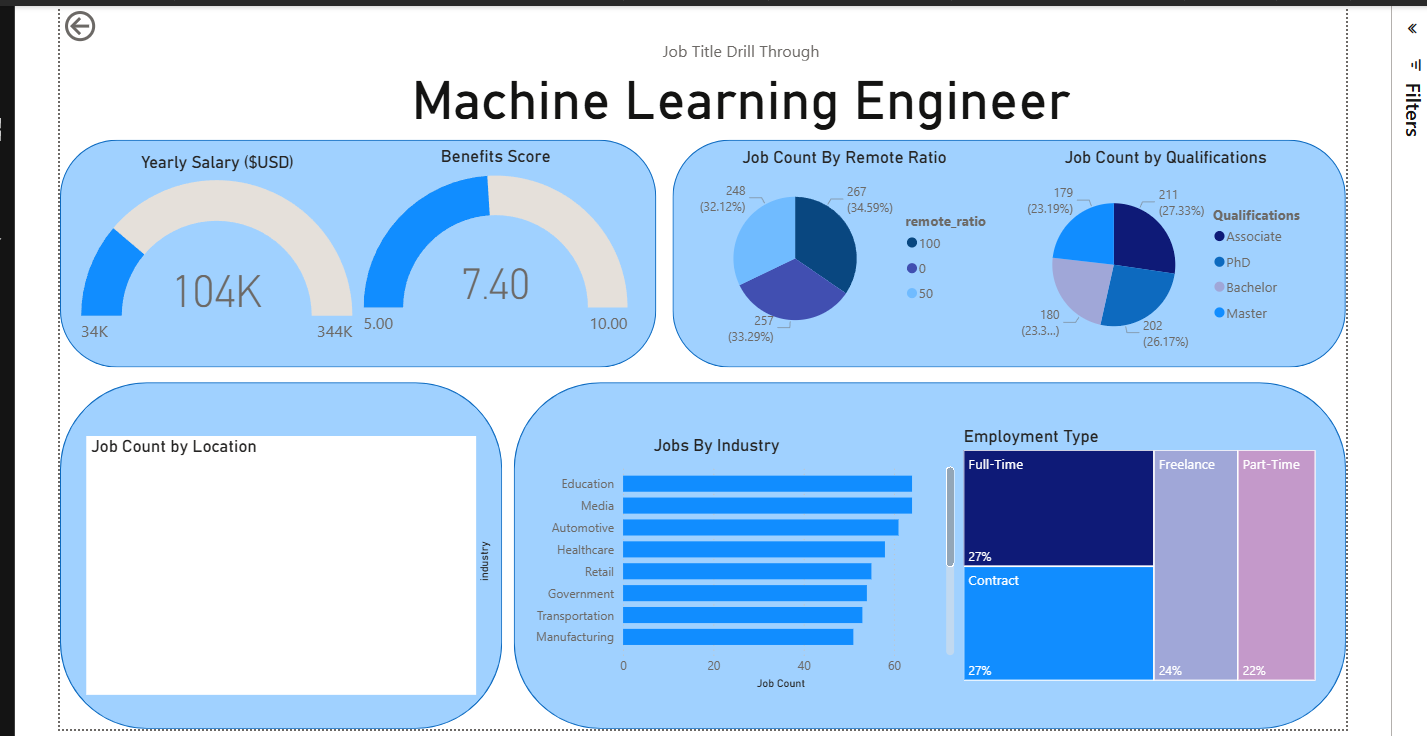 Job Title Drill Through
Machine Learning Engineer
Yearly Salary ($USD)
104K
34K
344K
Benefits Score
7.40
5.00
10.00
Job Count By Remote Ratio
248
(32.12%)
267
(34.59%)
257
(33.29%)
remote_ratio
100
0
50
Job Count by Qualifications
179
(23.19%)
211
(27.33%)
180
(23.3...)
202
(26.17%)
Qualifications
Associate
PhD
Bachelor
Master
Job Count by Location
Jobs By Industry
industry
Education
Media
Automotive
Healthcare
Retail
Government
Transportation
Manufacturing
0
20
40
60
Job Count
Employment Type
Full-Time
27%
Contract
27%
Freelance
24%
Part-Time
22%
Filters